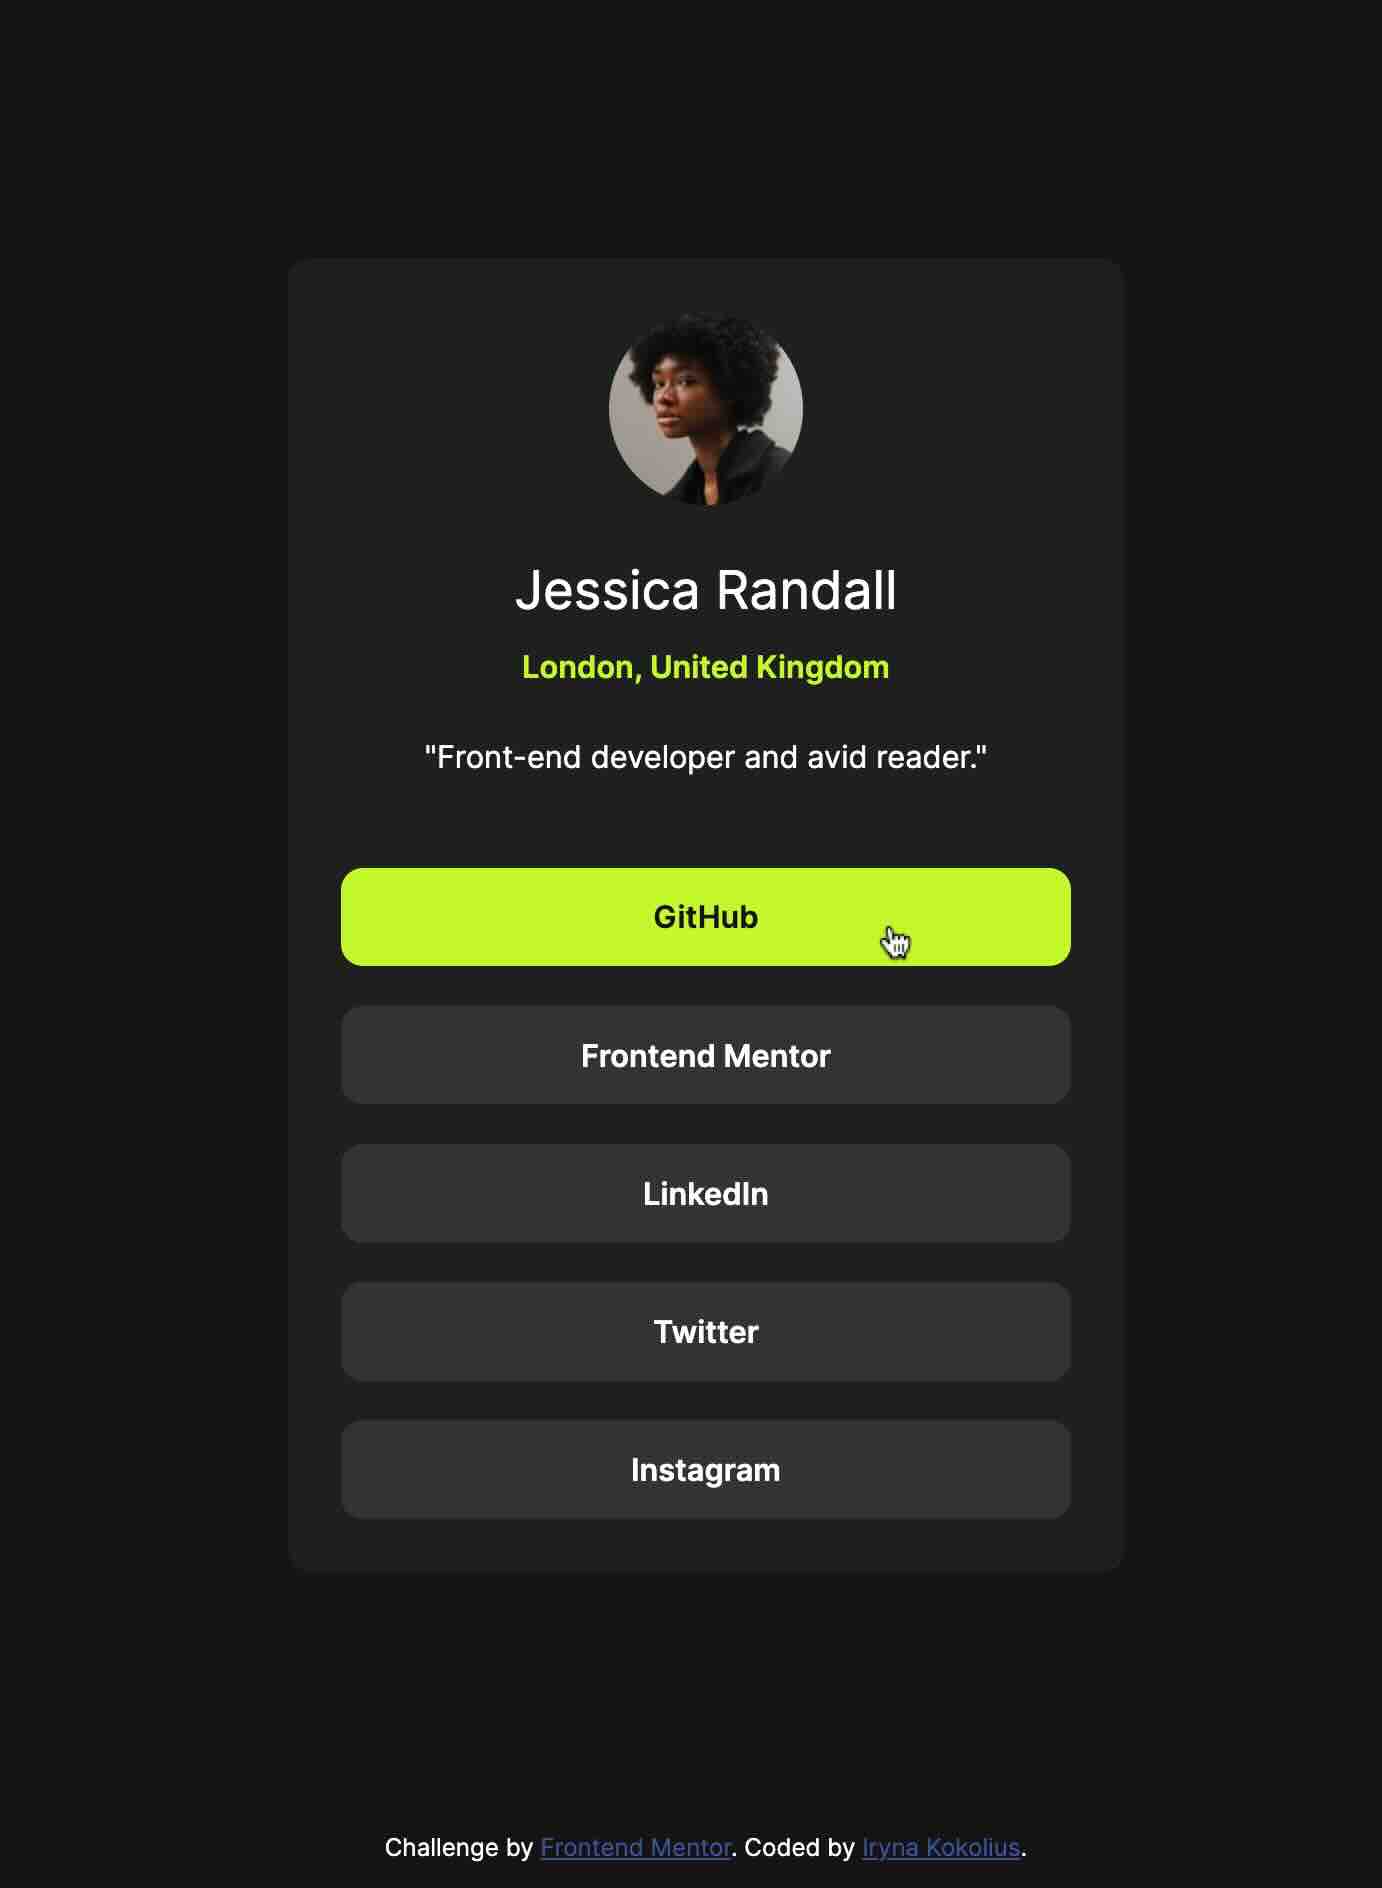 Jessica Randall
London, United Kingdom
"Front-end developer and avid reader."
GitHub
Frontend Mentor
LinkedIn
Twitter
Instagram
Challenge by Frontend Mentor. Coded by Iryna Kokolius.